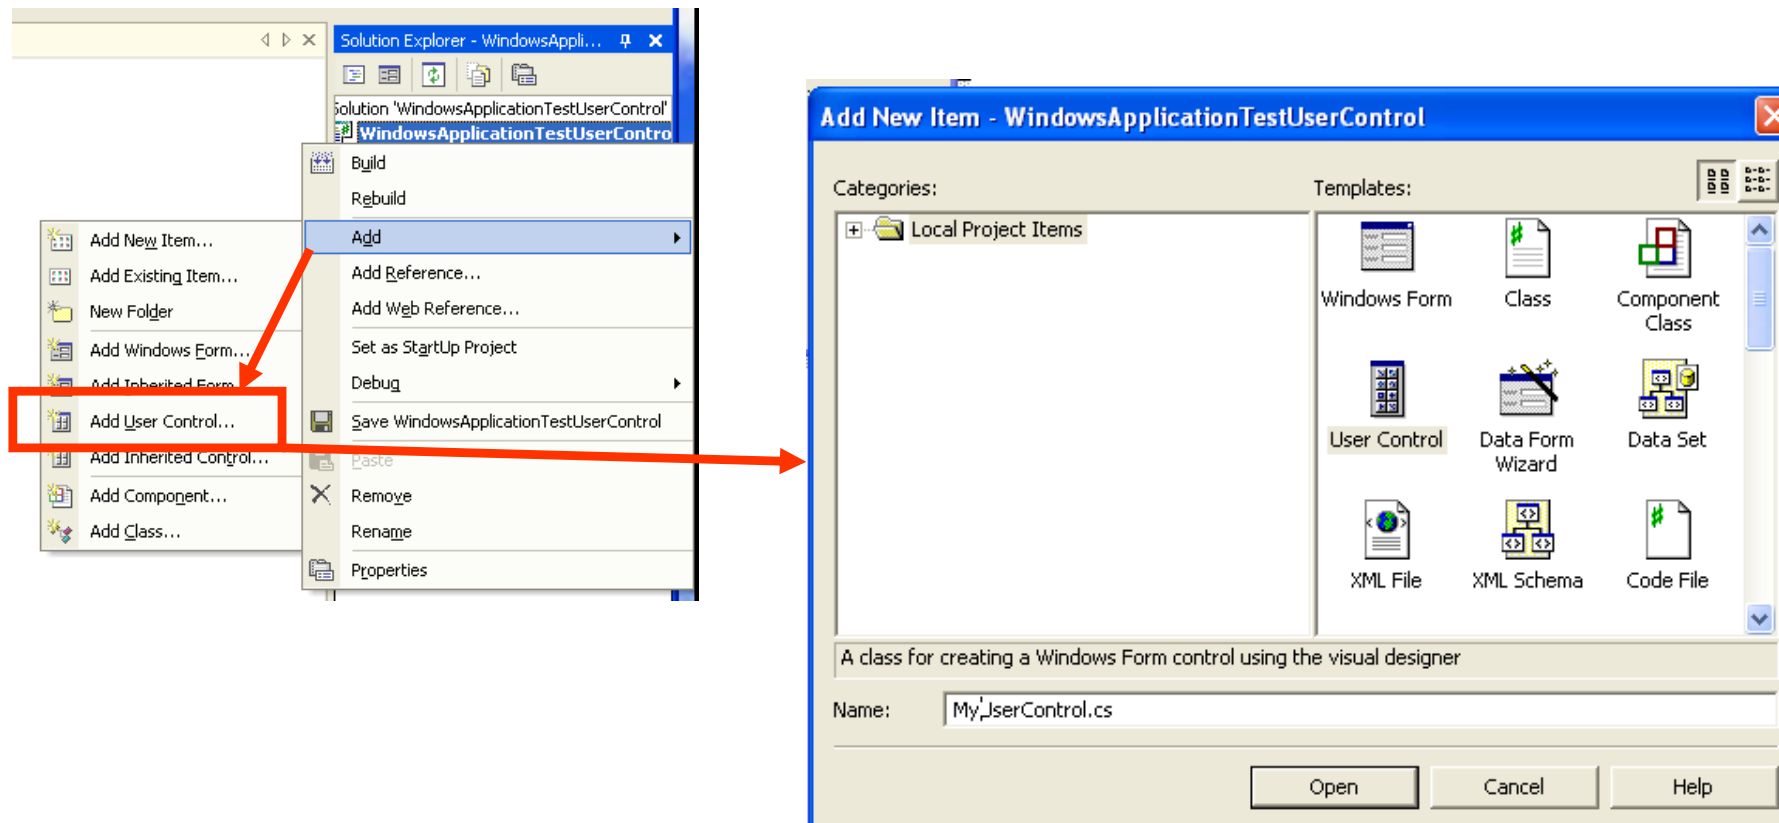 Solution Explorer - WindowsAppli...
Solution 'WindowsApplicationTestUserControl'
WindowsApplicationTestUserContro
Build
Rebuild
Add
Add Reference...
Add Web Reference...
Set as StartUp Project
Debug
Save WindowsApplicationTestUserControl
Paste
Remove
Rename
Properties
Add New Item...
Add Existing Item...
New Folder
Add Windows Form...
Add Inherited Form...
Add User Control...
Add Inherited Control...
Add Component...
Add Class...
Add New Item - WindowsApplicationTestUserControl
Categories:
Templates:
Local Project Items
Windows Form
Class
Component
Class
User Control
Data Form
Wizard
Data Set
XML File
XML Schema
Code File
A class for creating a Windows Form control using the visual designer
Name:
MyUserControl.cs
Open
Cancel
Help